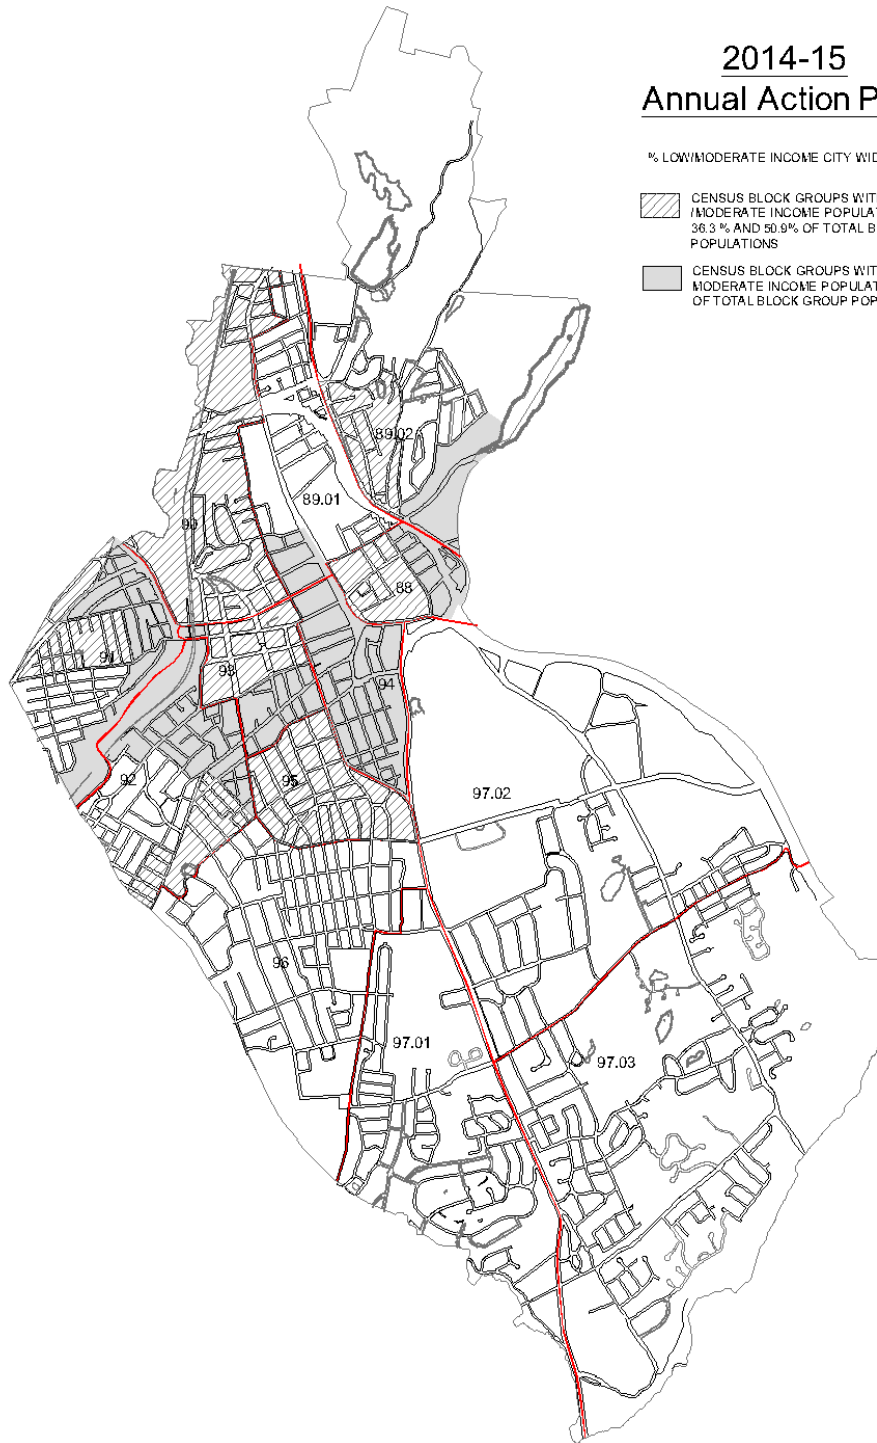 2014-15
Annual Action P
% LOW/MODERATE INCOME CITY WID
CENSUS BLOCK GROUPS WIT
/MODERATE INCOME POPULAT
36.3 % AND 50.9% OF TOTAL B
POPULATIONS
CENSUS BLOCK GROUPS WIT
MODERATE INCOME POPULAT
OF TOTAL BLOCK GROUP POP
89.02
89.01
90
88
91
93
94
92
95
97.02
96
97.01
97.03